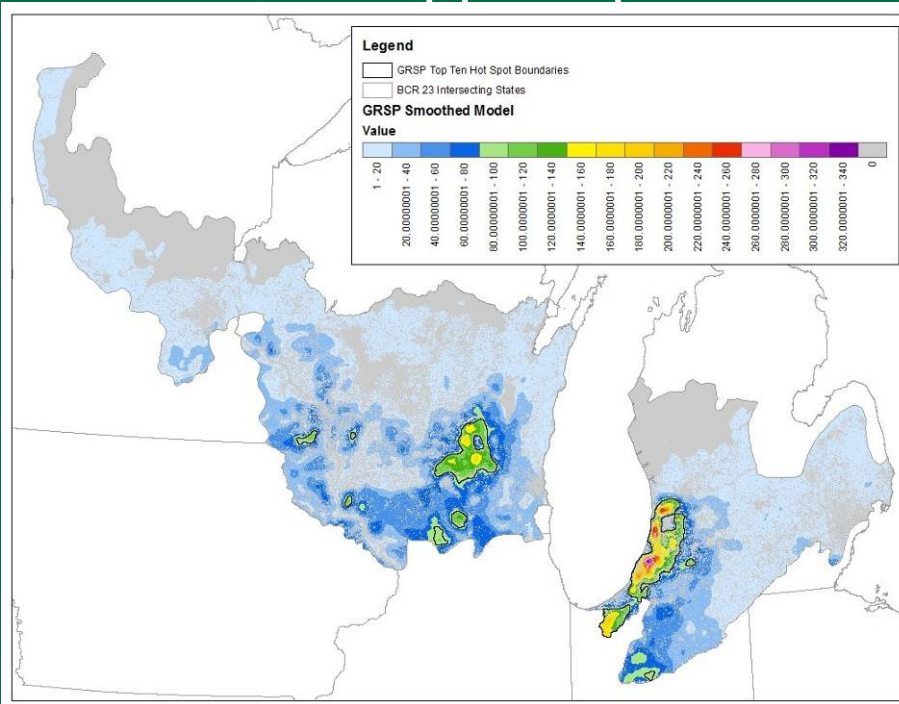 Legend
GRSP Top Ten Hot Spot Boundaries
BCR 23 Intersecting States
GRSP Smoothed Model
Value
1 - 20
20.00000001 - 40
40.00000001 - 60
60.00000001 - 80
80.00000001 - 100
100.0000001 - 120
120.0000001 - 140
140.0000001 - 160
160.0000001 - 180
180.0000001 - 200
200.0000001 - 220
220.0000001 - 240
240.0000001 - 260
260.0000001 - 280
280.0000001 - 300
300.0000001 - 320
320.0000001 - 340
0